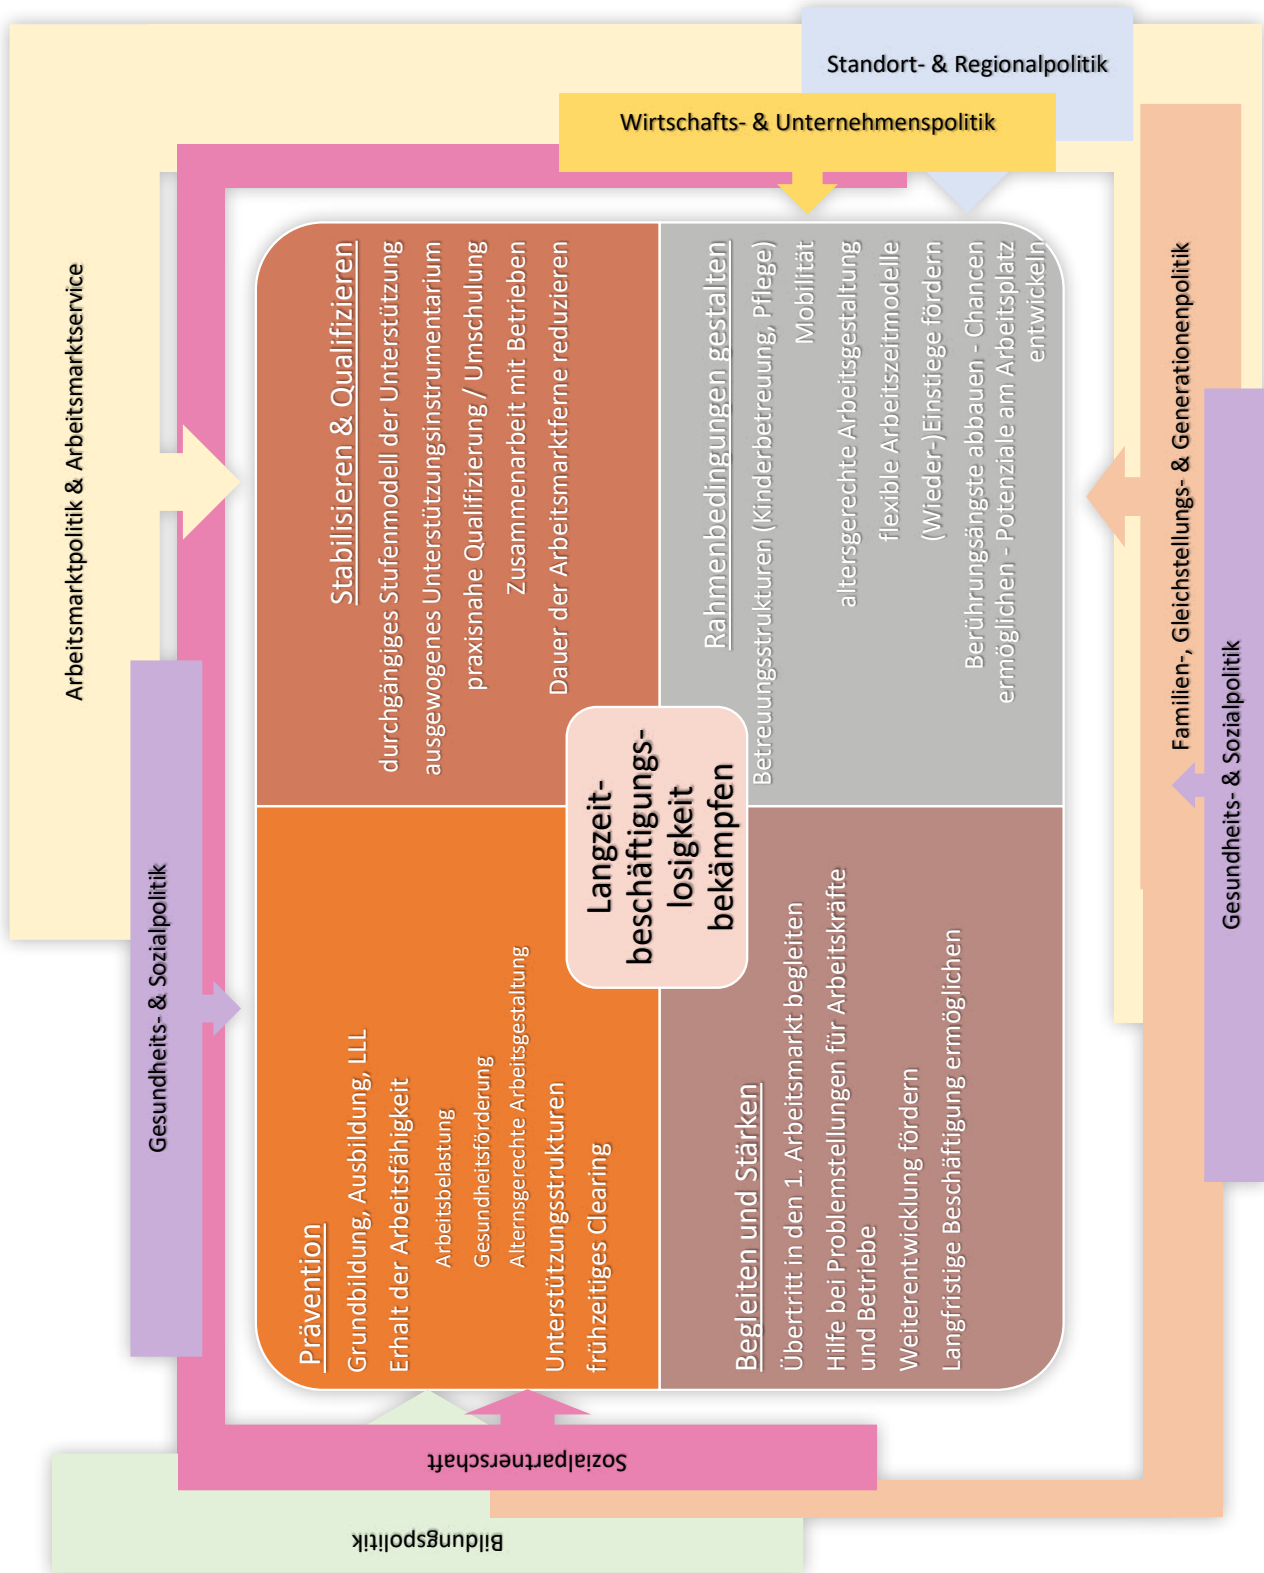 Arbeitsmarktpolitik & Arbeitsmarktservice
Gesundheits- & Sozialpolitik
Bildungspolitik
Sozialpartnerschaft
Wirtschafts- & Unternehmenspolitik
Standort- & Regionalpolitik
Prävention
Grundbildung, Ausbildung, LLL
Erhalt der Arbeitsfähigkeit
Arbeitsbelastung
Gesundheitsförderung
Alternsgerechte Arbeitsgestaltung
Unterstützungsstrukturen
frühzeitiges Clearing
Stabilisieren & Qualifizieren
durchgängiges Stufenmodell der Unterstützung
ausgewogenes Unterstützungsinstrumentarium
praxisnahe Qualifizierung / Umschulung
Zusammenarbeit mit Betrieben
Dauer der Arbeitsmarktferne reduzieren
Langzeit-
beschäftigungs-
losigkeit
bekämpfen
Begleiten und Stärken
Übertritt in den 1. Arbeitsmarkt begleiten
Hilfe bei Problemstellungen für Arbeitskräfte
und Betriebe
Weiterentwicklung fördern
Langfristige Beschäftigung ermöglichen
Rahmenbedingungen gestalten
Betreuungsstrukturen (Kinderbetreuung, Pflege)
Mobilität
altersgerechte Arbeitsgestaltung
flexible Arbeitszeitmodelle
(Wieder-)Einstiege fördern
Berührungsängste abbauen - Chancen
ermöglichen - Potenziale am Arbeitsplatz
entwickeln
Familien-, Gleichstellungs- & Generationenpolitik
Gesundheits- & Sozialpolitik